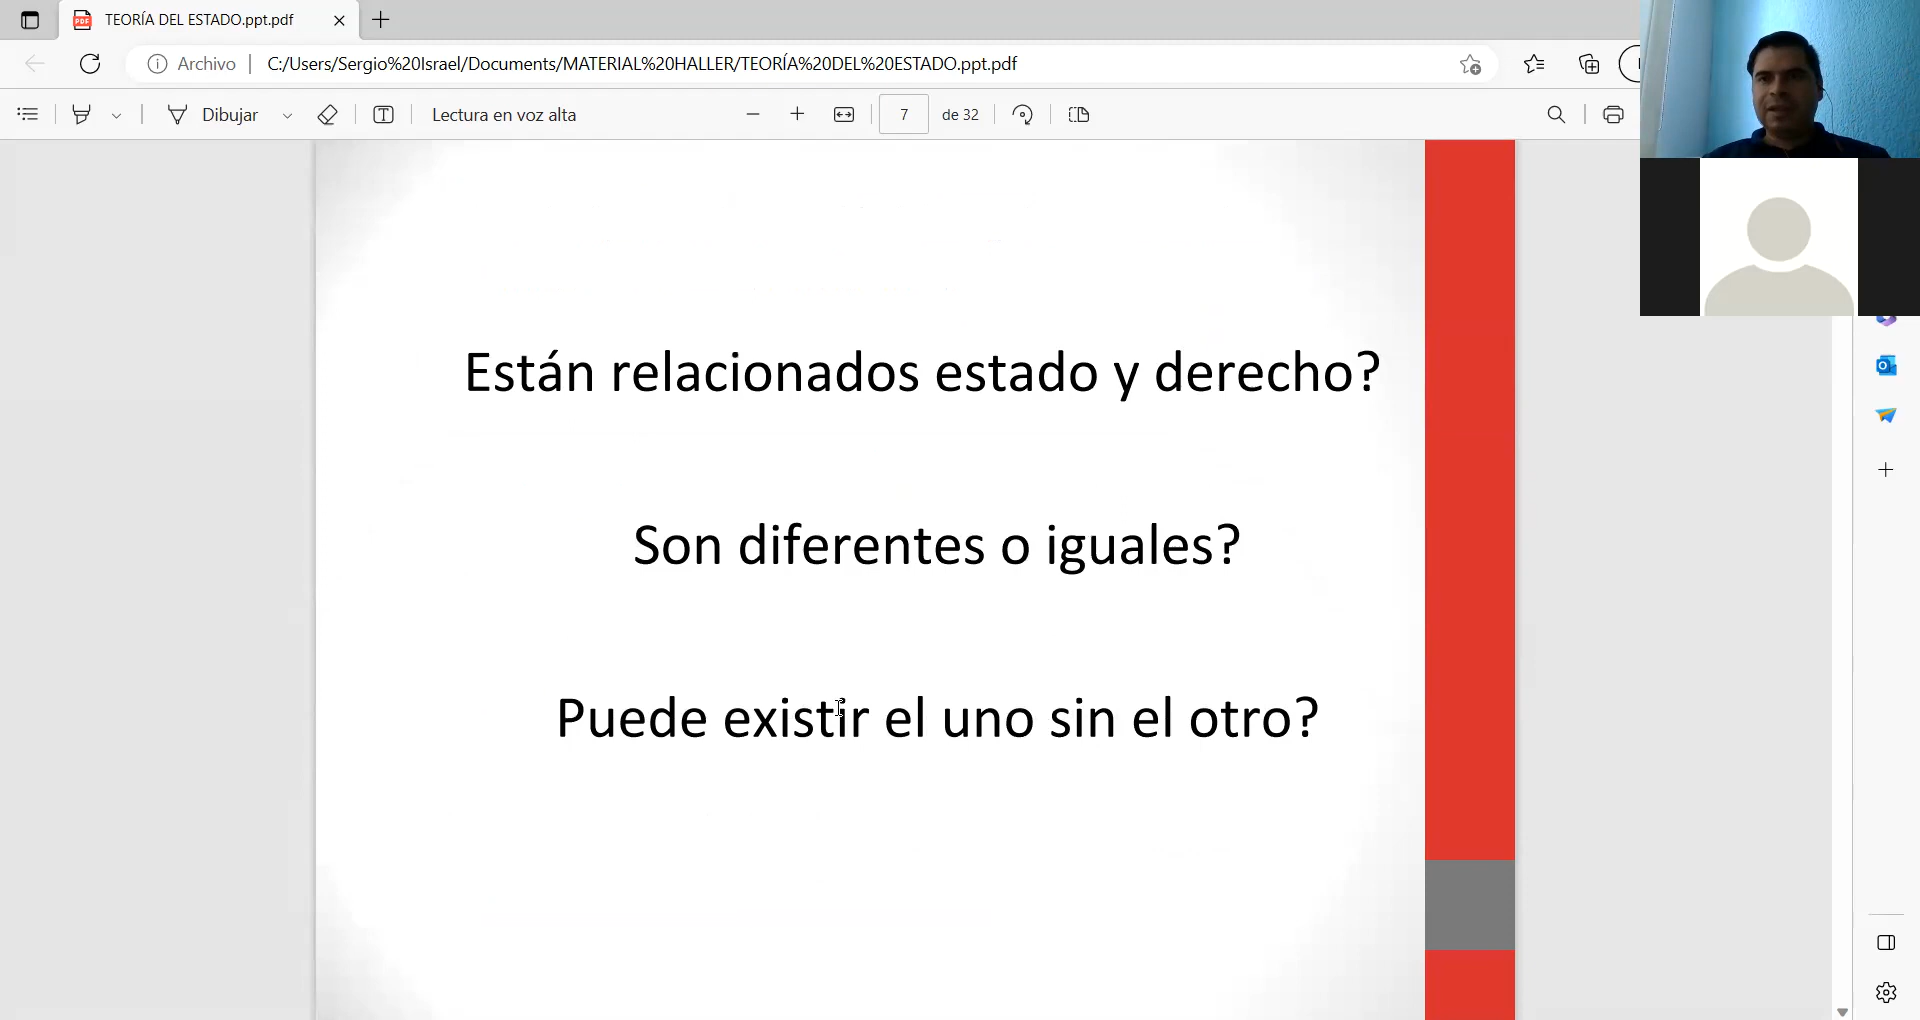 TEORÍA DEL ESTADO.ppt.pdf
Archivo
C:/Users/Sergio%20Israel/Documents/MATERIAL%20HALLER/TEORÍA%20DEL%20ESTADO.ppt.pdf
Dibujar
Lectura en voz alta
7 de 32
Están relacionados estado y derecho?
Son diferentes o iguales?
Puede existir el uno sin el otro?